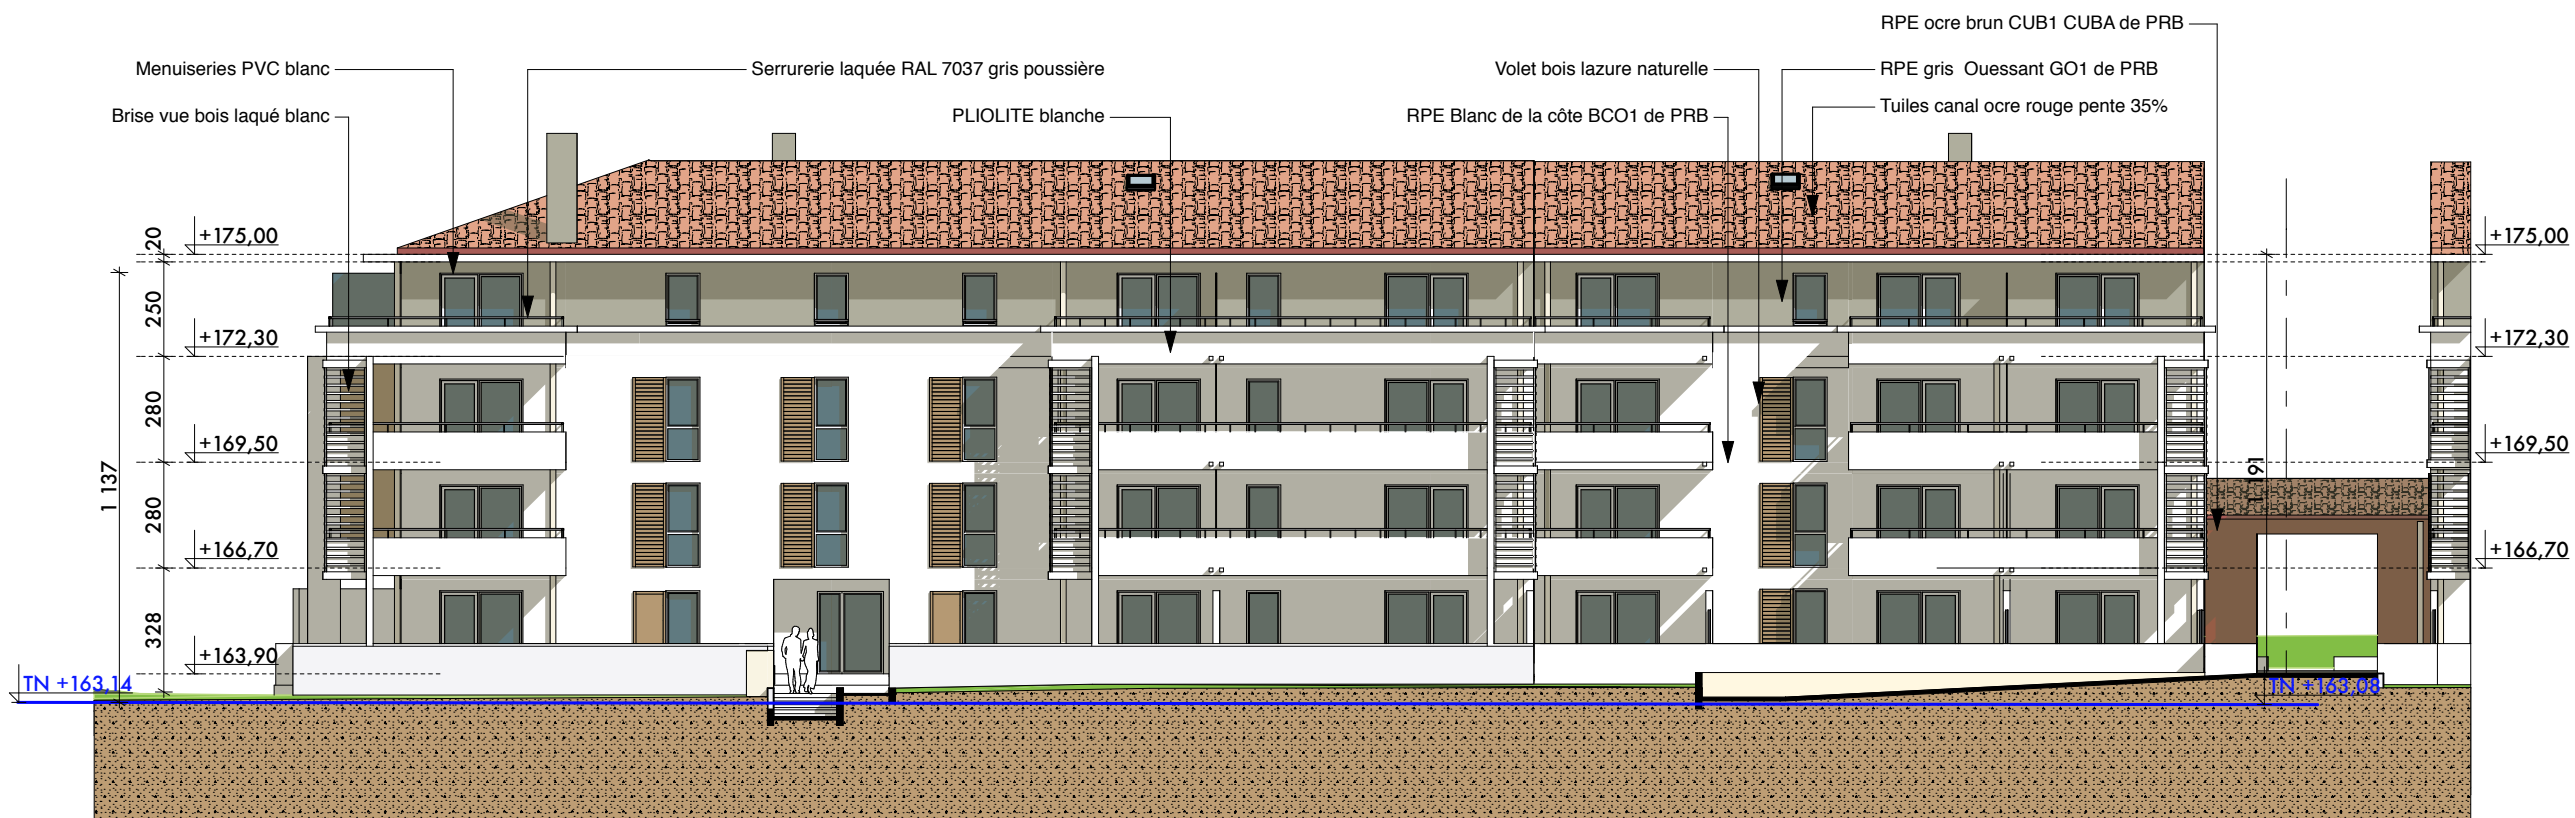 RPE ocre brun CUB1 CUBA de PRB
Menuiseries PVC blanc
Serrurerie laquée RAL 7037 gris poussière
Volet bois lazure naturelle
RPE gris  Ouessant GO1 de PRB
Brise vue bois laqué blanc
PLIOLITE blanche
RPE Blanc de la côte BCO1 de PRB
Tuiles canal ocre rouge pente 35%
20
+175,00
+175,00
250
+172,30
+172,30
280
+169,50
+169,50
1 137
1 191
280
+166,70
+166,70
328
+163,90
TN +163,14
TN +163,08